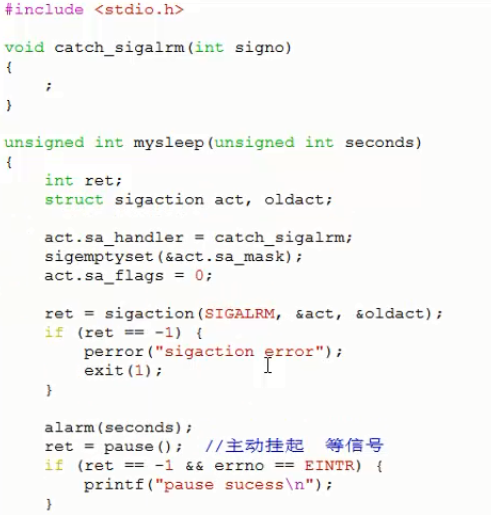 #include <stdio.h>
void catch_sigalrm(int signo)
{
    ;
}
unsigned int mysleep(unsigned int seconds)
{
    int ret;
    struct sigaction act, oldact;
    act.sa_handler = catch_sigalrm;
    sigemptyset(&act.sa_mask);
    act.sa_flags = 0;
    ret = sigaction(SIGALRM, &act, &oldact);
    if (ret == -1) {
        perror("sigaction error");
        exit(1);
    }
    alarm(seconds);
    ret = pause();  //主动挂起  等信号
    if (ret == -1 && errno == EINTR) {
        printf("pause sucess\n");
    }